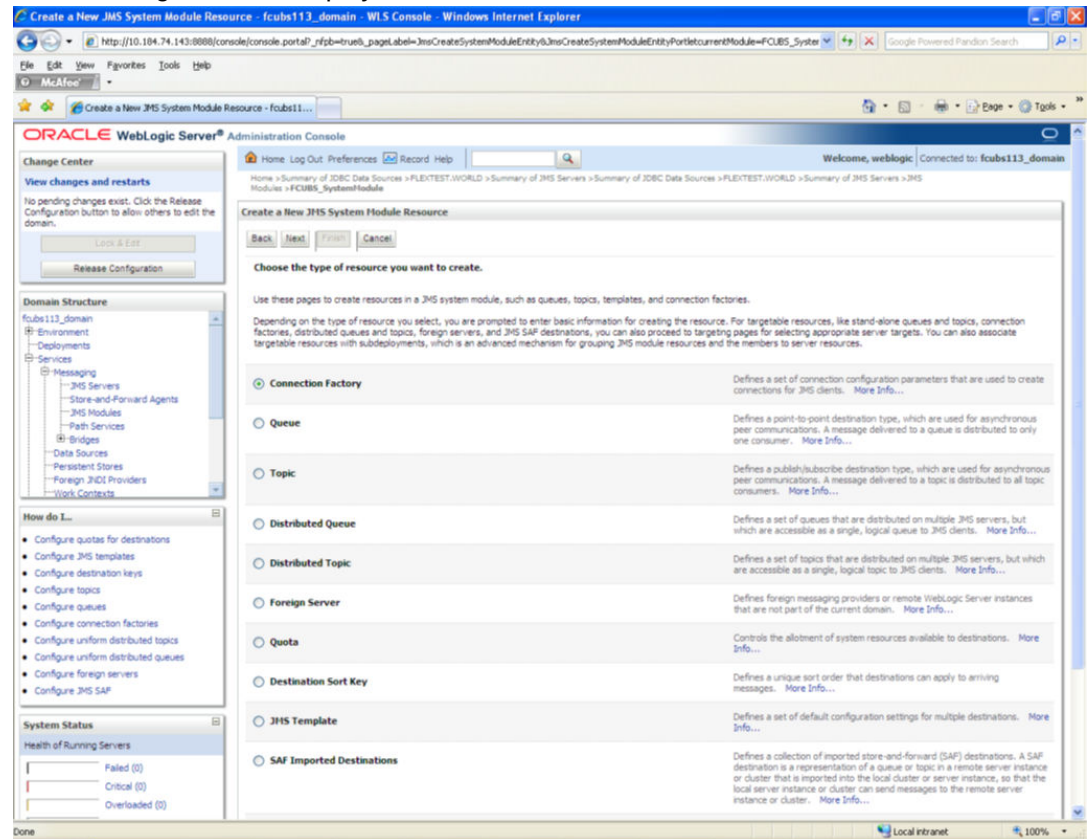 Create a New JMS System Module Resource - fcubs113_domain - WLS Console - Windows Internet Explorer
http://10.184.74.143:8888/console/console.portal?_nfpb=true&_pageLabel=JmsCreateSystemModuleEntity&JmsCreateSystemModuleEntityPortletcurrentModule=FCUBS_System
Google Powered Pandion Search
File Edit View Favorites Tools Help
McAfee
Create a New JMS System Module Resource - fcubs11...
Page Tools
ORACLE WebLogic Server® Administration Console
Change Center
View changes and restarts
No pending changes exist. Click the Release
Configuration button to allow others to edit the
domain.
Lock & Edit
Release Configuration
Domain Structure
fcubs113_domain
Environment
Deployments
Services
Messaging
JMS Servers
Store-and-Forward Agents
JMS Modules
Path Services
Bridges
Data Sources
Persistent Stores
Foreign JNDI Providers
Work Contexts
How do I...
Configure quotas for destinations
Configure JMS templates
Configure destination keys
Configure topics
Configure queues
Configure connection factories
Configure uniform distributed topics
Configure uniform distributed queues
Configure foreign servers
Configure JMS SAF
System Status
Health of Running Servers
Failed (0)
Critical (0)
Overloaded (0)
Home Log Out Preferences Record Help
Welcome, weblogic Connected to: fcubs113_domain
Home >Summary of JDBC Data Sources >FLEXTEST.WORLD >Summary of JMS Servers >Summary of JDBC Data Sources >FLEXTEST.WORLD >Summary of JMS Servers >JMS
Modules >FCUBS_SystemModule
Create a New JMS System Module Resource
Back Next Finish Cancel
Choose the type of resource you want to create.
Use these pages to create resources in a JMS system module, such as queues, topics, templates, and connection factories.
Depending on the type of resource you select, you are prompted to enter basic information for creating the resource. For targetable resources, like stand-alone queues and topics, connection
factories, distributed queues and topics, foreign servers, and JMS SAF destinations, you can also proceed to targeting pages for selecting appropriate server targets. You can also associate
targetable resources with subdeployments, which is an advanced mechanism for grouping JMS module resources and the members to server resources.
Connection Factory
Defines a set of connection configuration parameters that are used to create
connections for JMS clients. More Info...
Queue
Defines a point-to-point destination type, which are used for asynchronous
peer communications. A message delivered to a queue is distributed to only
one consumer. More Info...
Topic
Defines a publish/subscribe destination type, which are used for asynchronous
peer communications. A message delivered to a topic is distributed to all topic
consumers. More Info...
Distributed Queue
Defines a set of queues that are distributed on multiple JMS servers, but
which are accessible as a single, logical queue to JMS clients. More Info...
Distributed Topic
Defines a set of topics that are distributed on multiple JMS servers, but which
are accessible as a single, logical topic to JMS clients. More Info...
Foreign Server
Defines foreign messaging providers or remote WebLogic Server instances
that are not part of the current domain. More Info...
Quota
Controls the allotment of system resources available to destinations. More
Info...
Destination Sort Key
Defines a unique sort order that destinations can apply to arriving
messages. More Info...
JMS Template
Defines a set of default configuration settings for multiple destinations. More
Info...
SAF Imported Destinations
Defines a collection of imported store-and-forward (SAF) destinations. A SAF
destination is a representation of a queue or topic in a remote server instance
or cluster that is imported into the local cluster or server instance, so that the
local server instance or cluster can send messages to the remote server
instance or cluster. More Info...
Done
Local intranet
100%